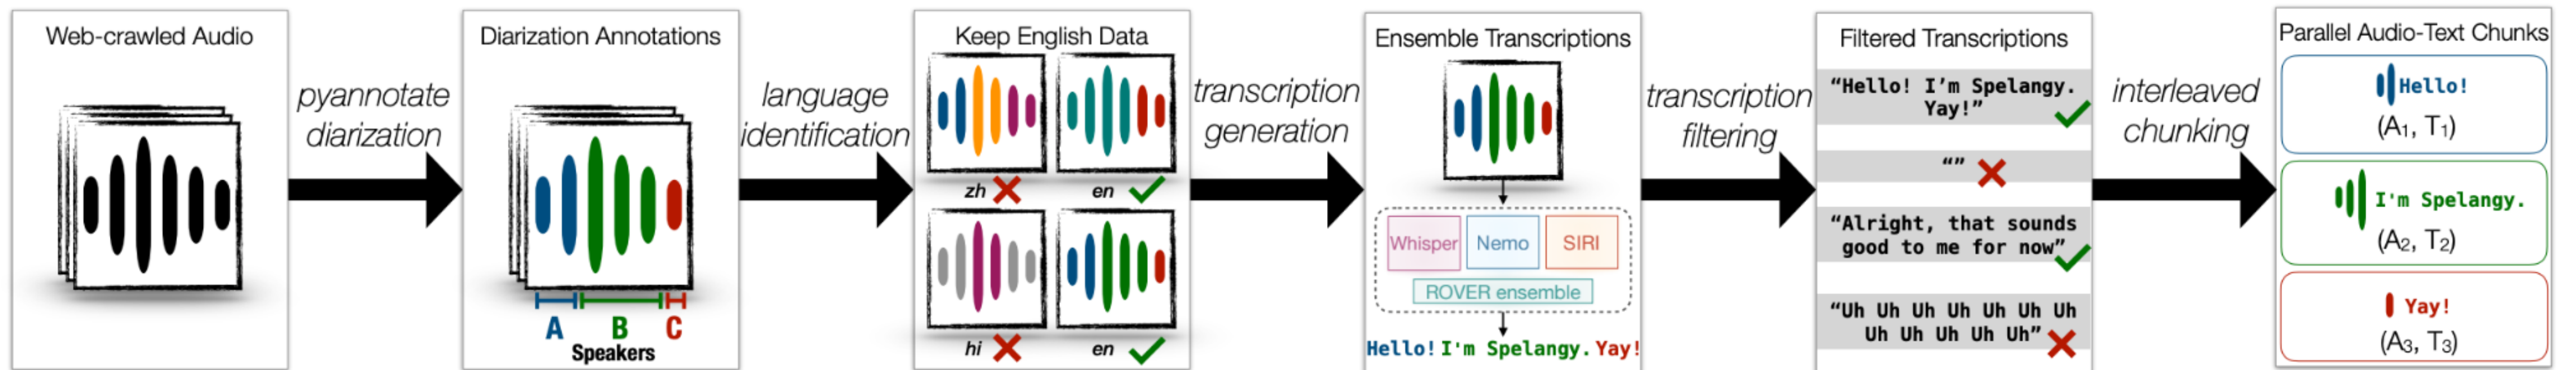 Web-crawled Audio
pyannotate
diarization
Diarization Annotations
A B C
Speakers
language
identification
Keep English Data
zh en
hi en
transcription
generation
Ensemble Transcriptions
Whisper Nemo SIRI
ROVER ensemble
Hello! I'm Spelangy. Yay!
transcription
filtering
Filtered Transcriptions
“Hello! I’m Spelangy.
Yay!”
“”
“Alright, that sounds
good to me for now”
“Uh Uh Uh Uh Uh Uh Uh
Uh Uh Uh Uh Uh”
interleaved
chunking
Parallel Audio-Text Chunks
Hello!
(A₁, T₁)
I'm Spelangy.
(A₂, T₂)
Yay!
(A₃, T₃)